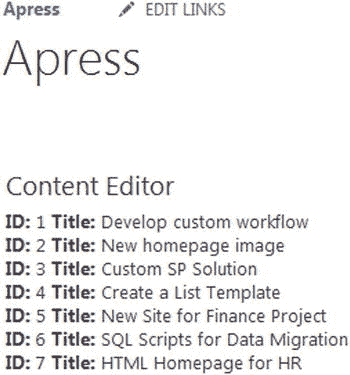 Apress EDIT LINKS
Apress
Content Editor
ID: 1 Title: Develop custom workflow
ID: 2 Title: New homepage image
ID: 3 Title: Custom SP Solution
ID: 4 Title: Create a List Template
ID: 5 Title: New Site for Finance Project
ID: 6 Title: SQL Scripts for Data Migration
ID: 7 Title: HTML Homepage for HR